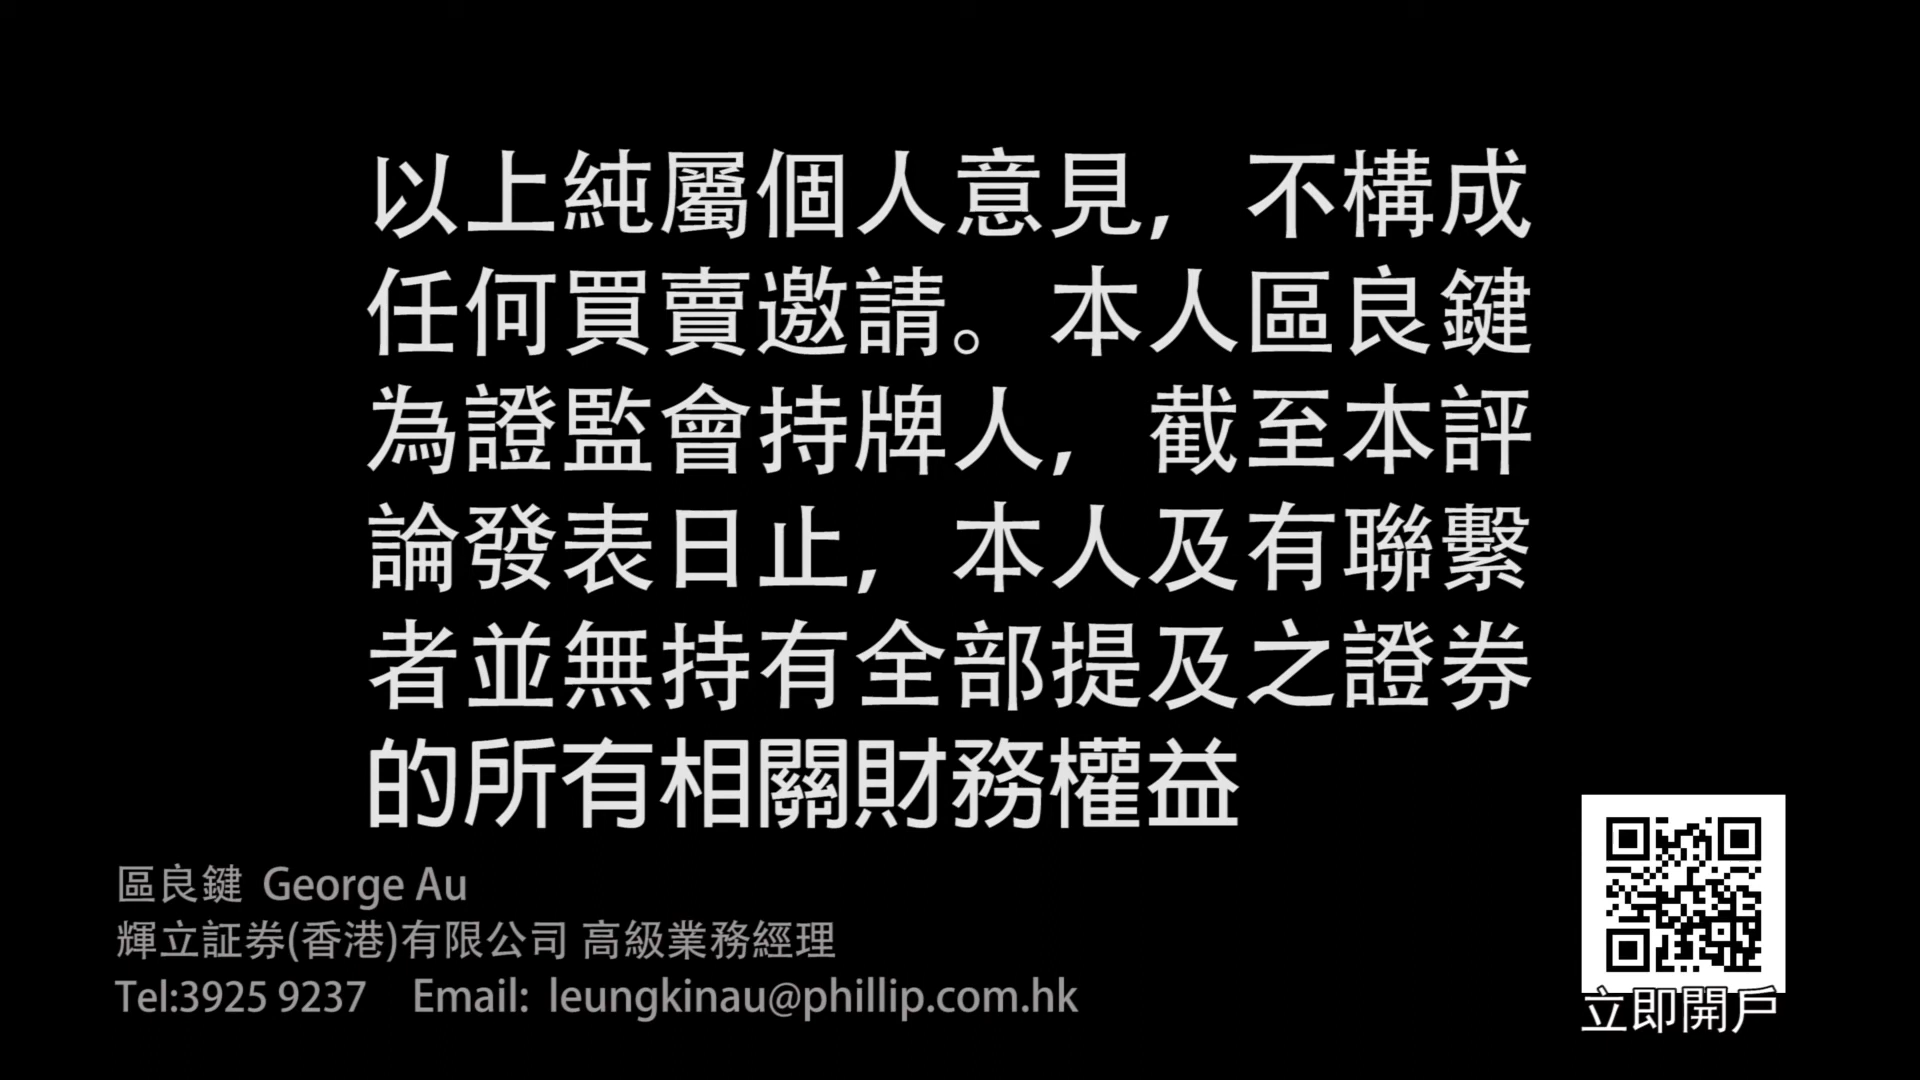 以上純屬個人意見，不構成
任何買賣邀請。本人區良鍵
為證監會持牌人，截至本評
論發表日止，本人及有聯繫
者並無持有全部提及之證券
的所有相關財務權益
區良鍵 George Au
輝立証券(香港)有限公司 高級業務經理
Tel:3925 9237 Email: leungkinau@phillip.com.hk
立即開戶